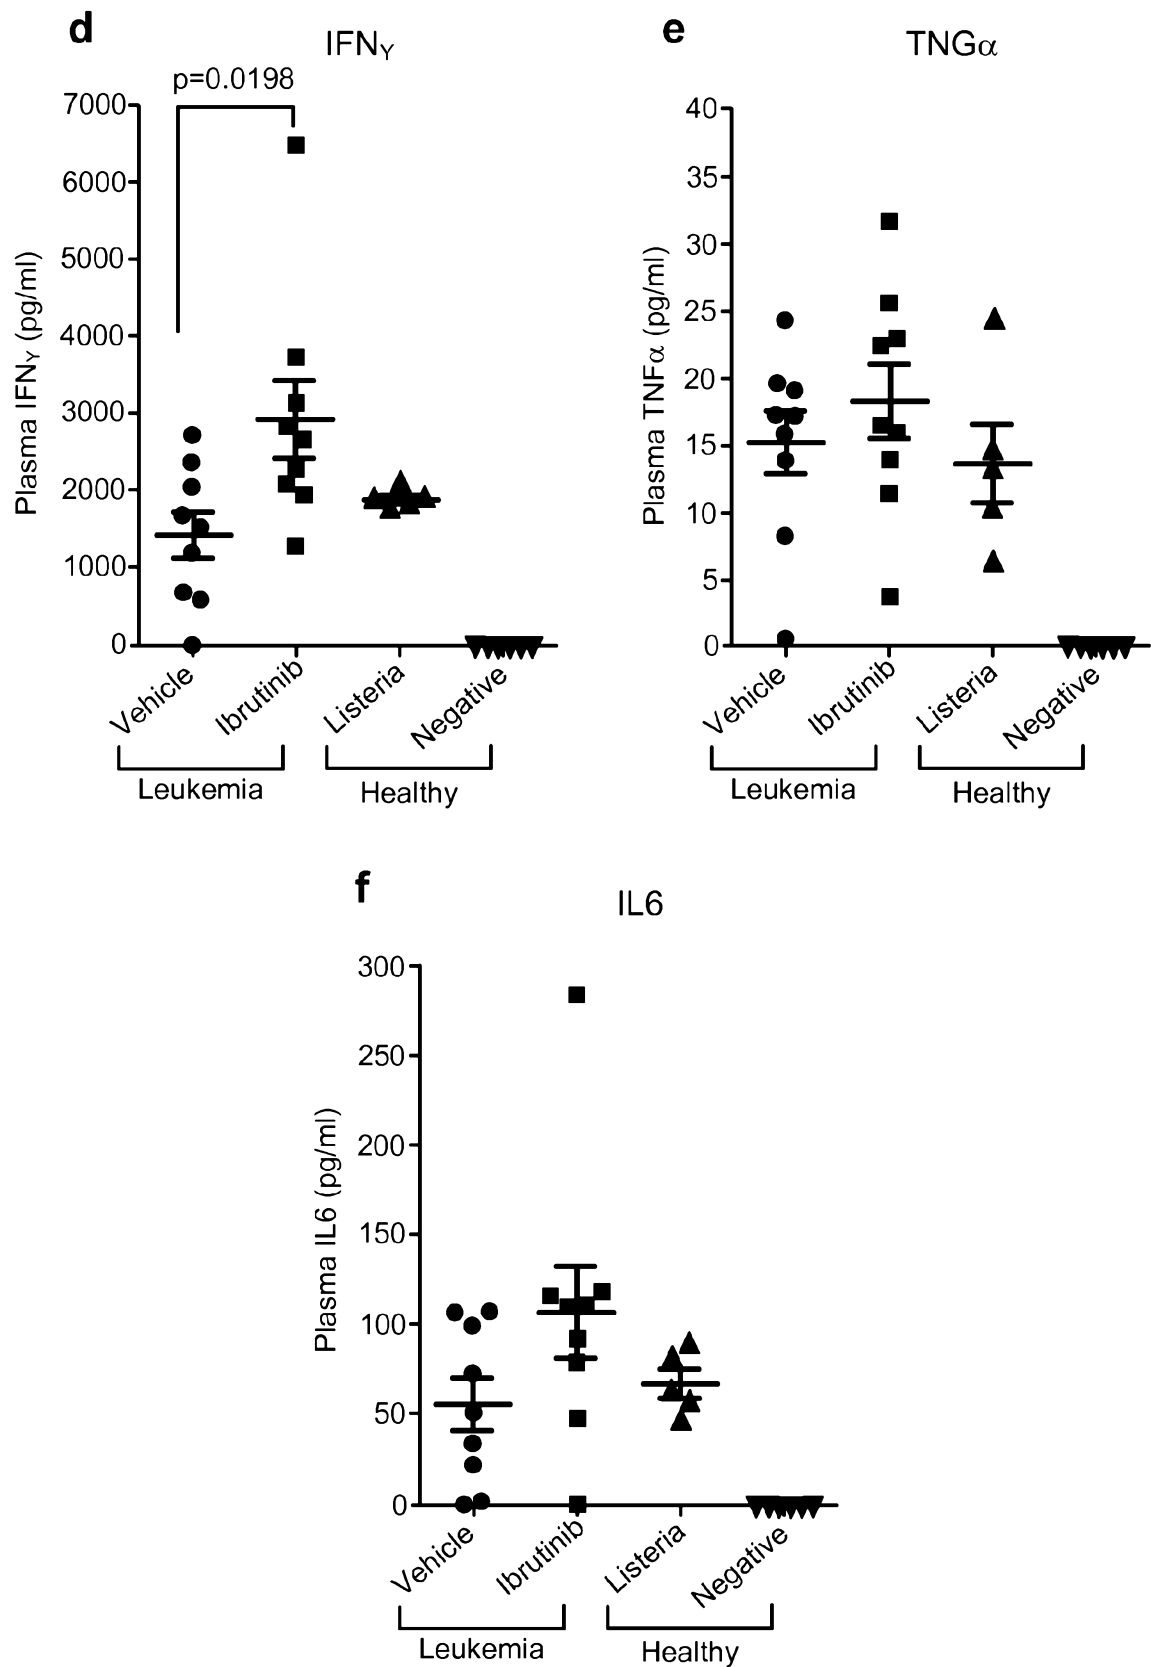 d
IFNγ
p=0.0198
7000
6000
5000
4000
3000
2000
1000
0
Plasma IFNγ (pg/ml)
Vehicle
Ibrutinib
Listeria
Negative
Leukemia
Healthy
e
TNGα
40
35
30
25
20
15
10
5
0
Plasma TNFα (pg/ml)
Vehicle
Ibrutinib
Listeria
Negative
Leukemia
Healthy
f
IL6
300
250
200
150
100
50
0
Plasma IL6 (pg/ml)
Vehicle
Ibrutinib
Listeria
Negative
Leukemia
Healthy